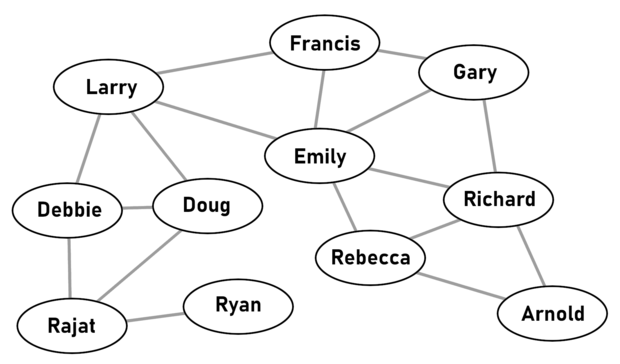 Francis
Gary
Larry
Emily
Richard
Debbie
Doug
Rebecca
Ryan
Arnold
Rajat